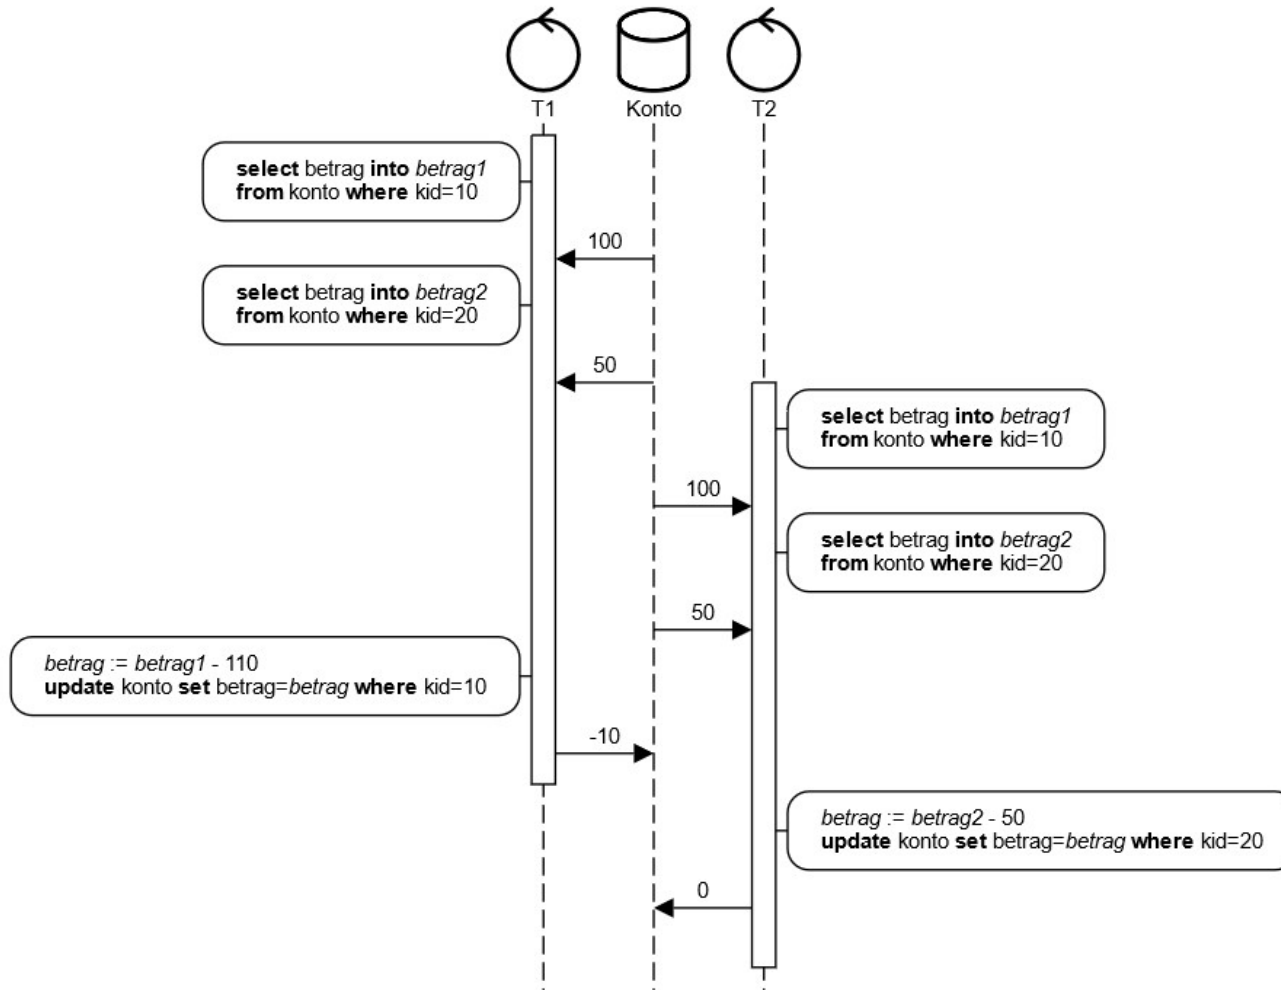 T1
Konto
T2
select betrag into betrag1
from konto where kid=10
100
select betrag into betrag2
from konto where kid=20
50
select betrag into betrag1
from konto where kid=10
100
select betrag into betrag2
from konto where kid=20
50
betrag := betrag1 - 110
update konto set betrag=betrag where kid=10
-10
betrag := betrag2 - 50
update konto set betrag=betrag where kid=20
0